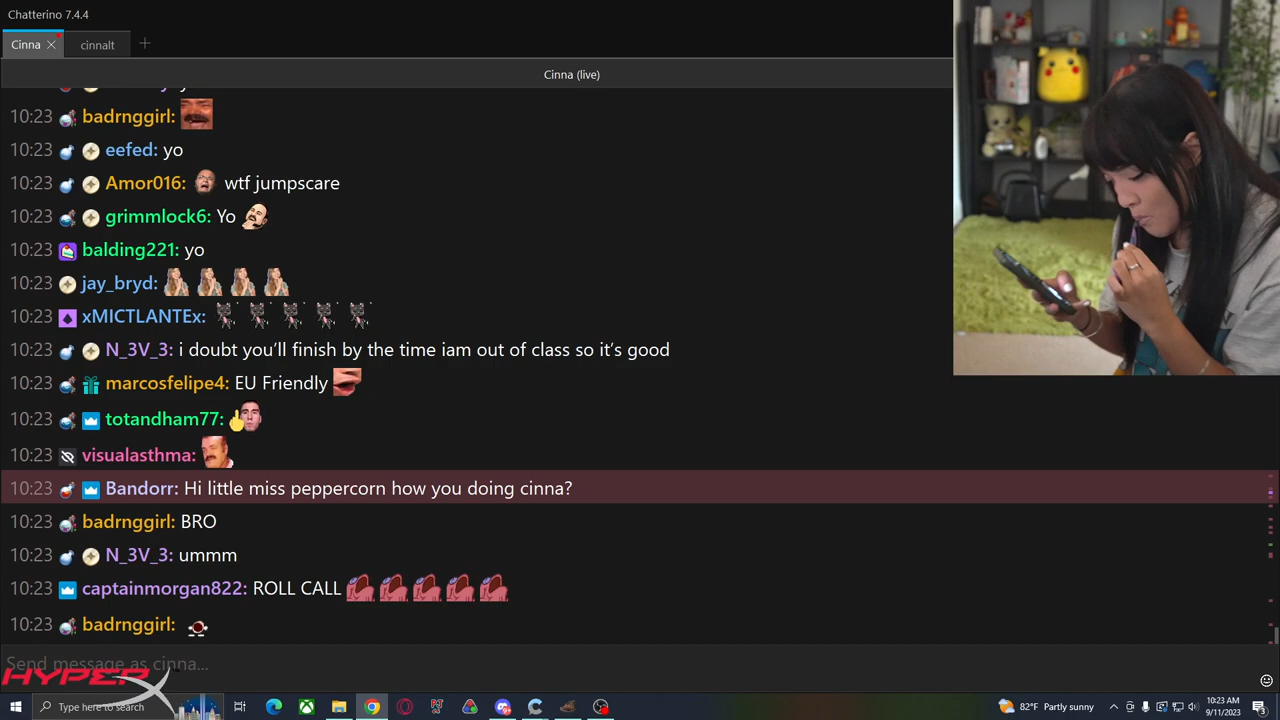 Chatterino 7.4.4
Cinna
cinnalt
Cinna (live)
10:23 badrnggirl:
10:23 eefed: yo
10:23 Amor016: wtf jumpscare
10:23 grimmlock6: Yo
10:23 balding221: yo
10:23 jay_bryd:
10:23 xMICTLANTEx:
10:23 N_3V_3: i doubt you'll finish by the time iam out of class so it's good
10:23 marcosfelipe4: EU Friendly
10:23 totandham77:
10:23 visualasthma:
10:23 Bandorr: Hi little miss peppercorn how you doing cinna?
10:23 badrnggirl: BRO
10:23 N_3V_3: ummm
10:23 captainmorgan822: ROLL CALL
10:23 badrnggirl:
Send message as cinna...
HYPERX
Type here to search
82°F Partly sunny
10:23 AM
9/11/2023
3